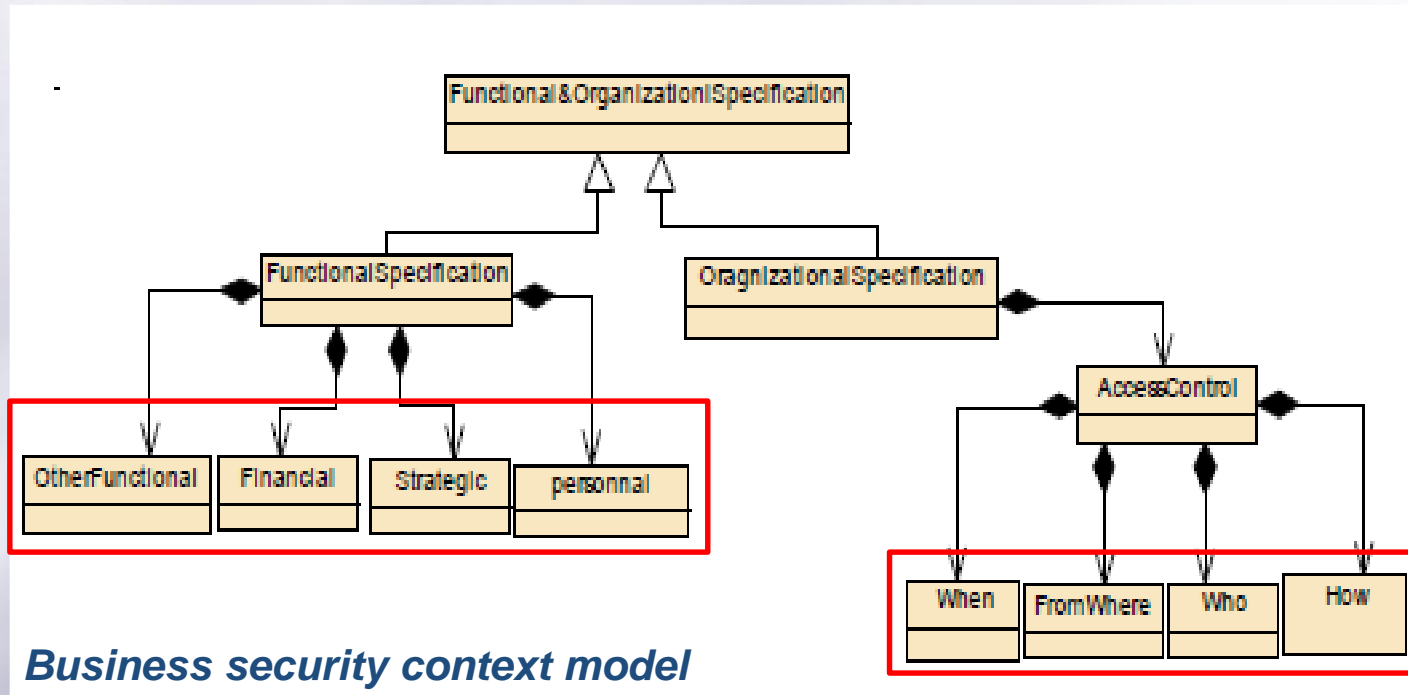 Functional&OrganizationlSpecification
FunctionalSpecification
OragnizationalSpecification
AccessControl
OtherFunctional
Financial
Strategic
personnal
When
FromWhere
Who
How
Business security context model